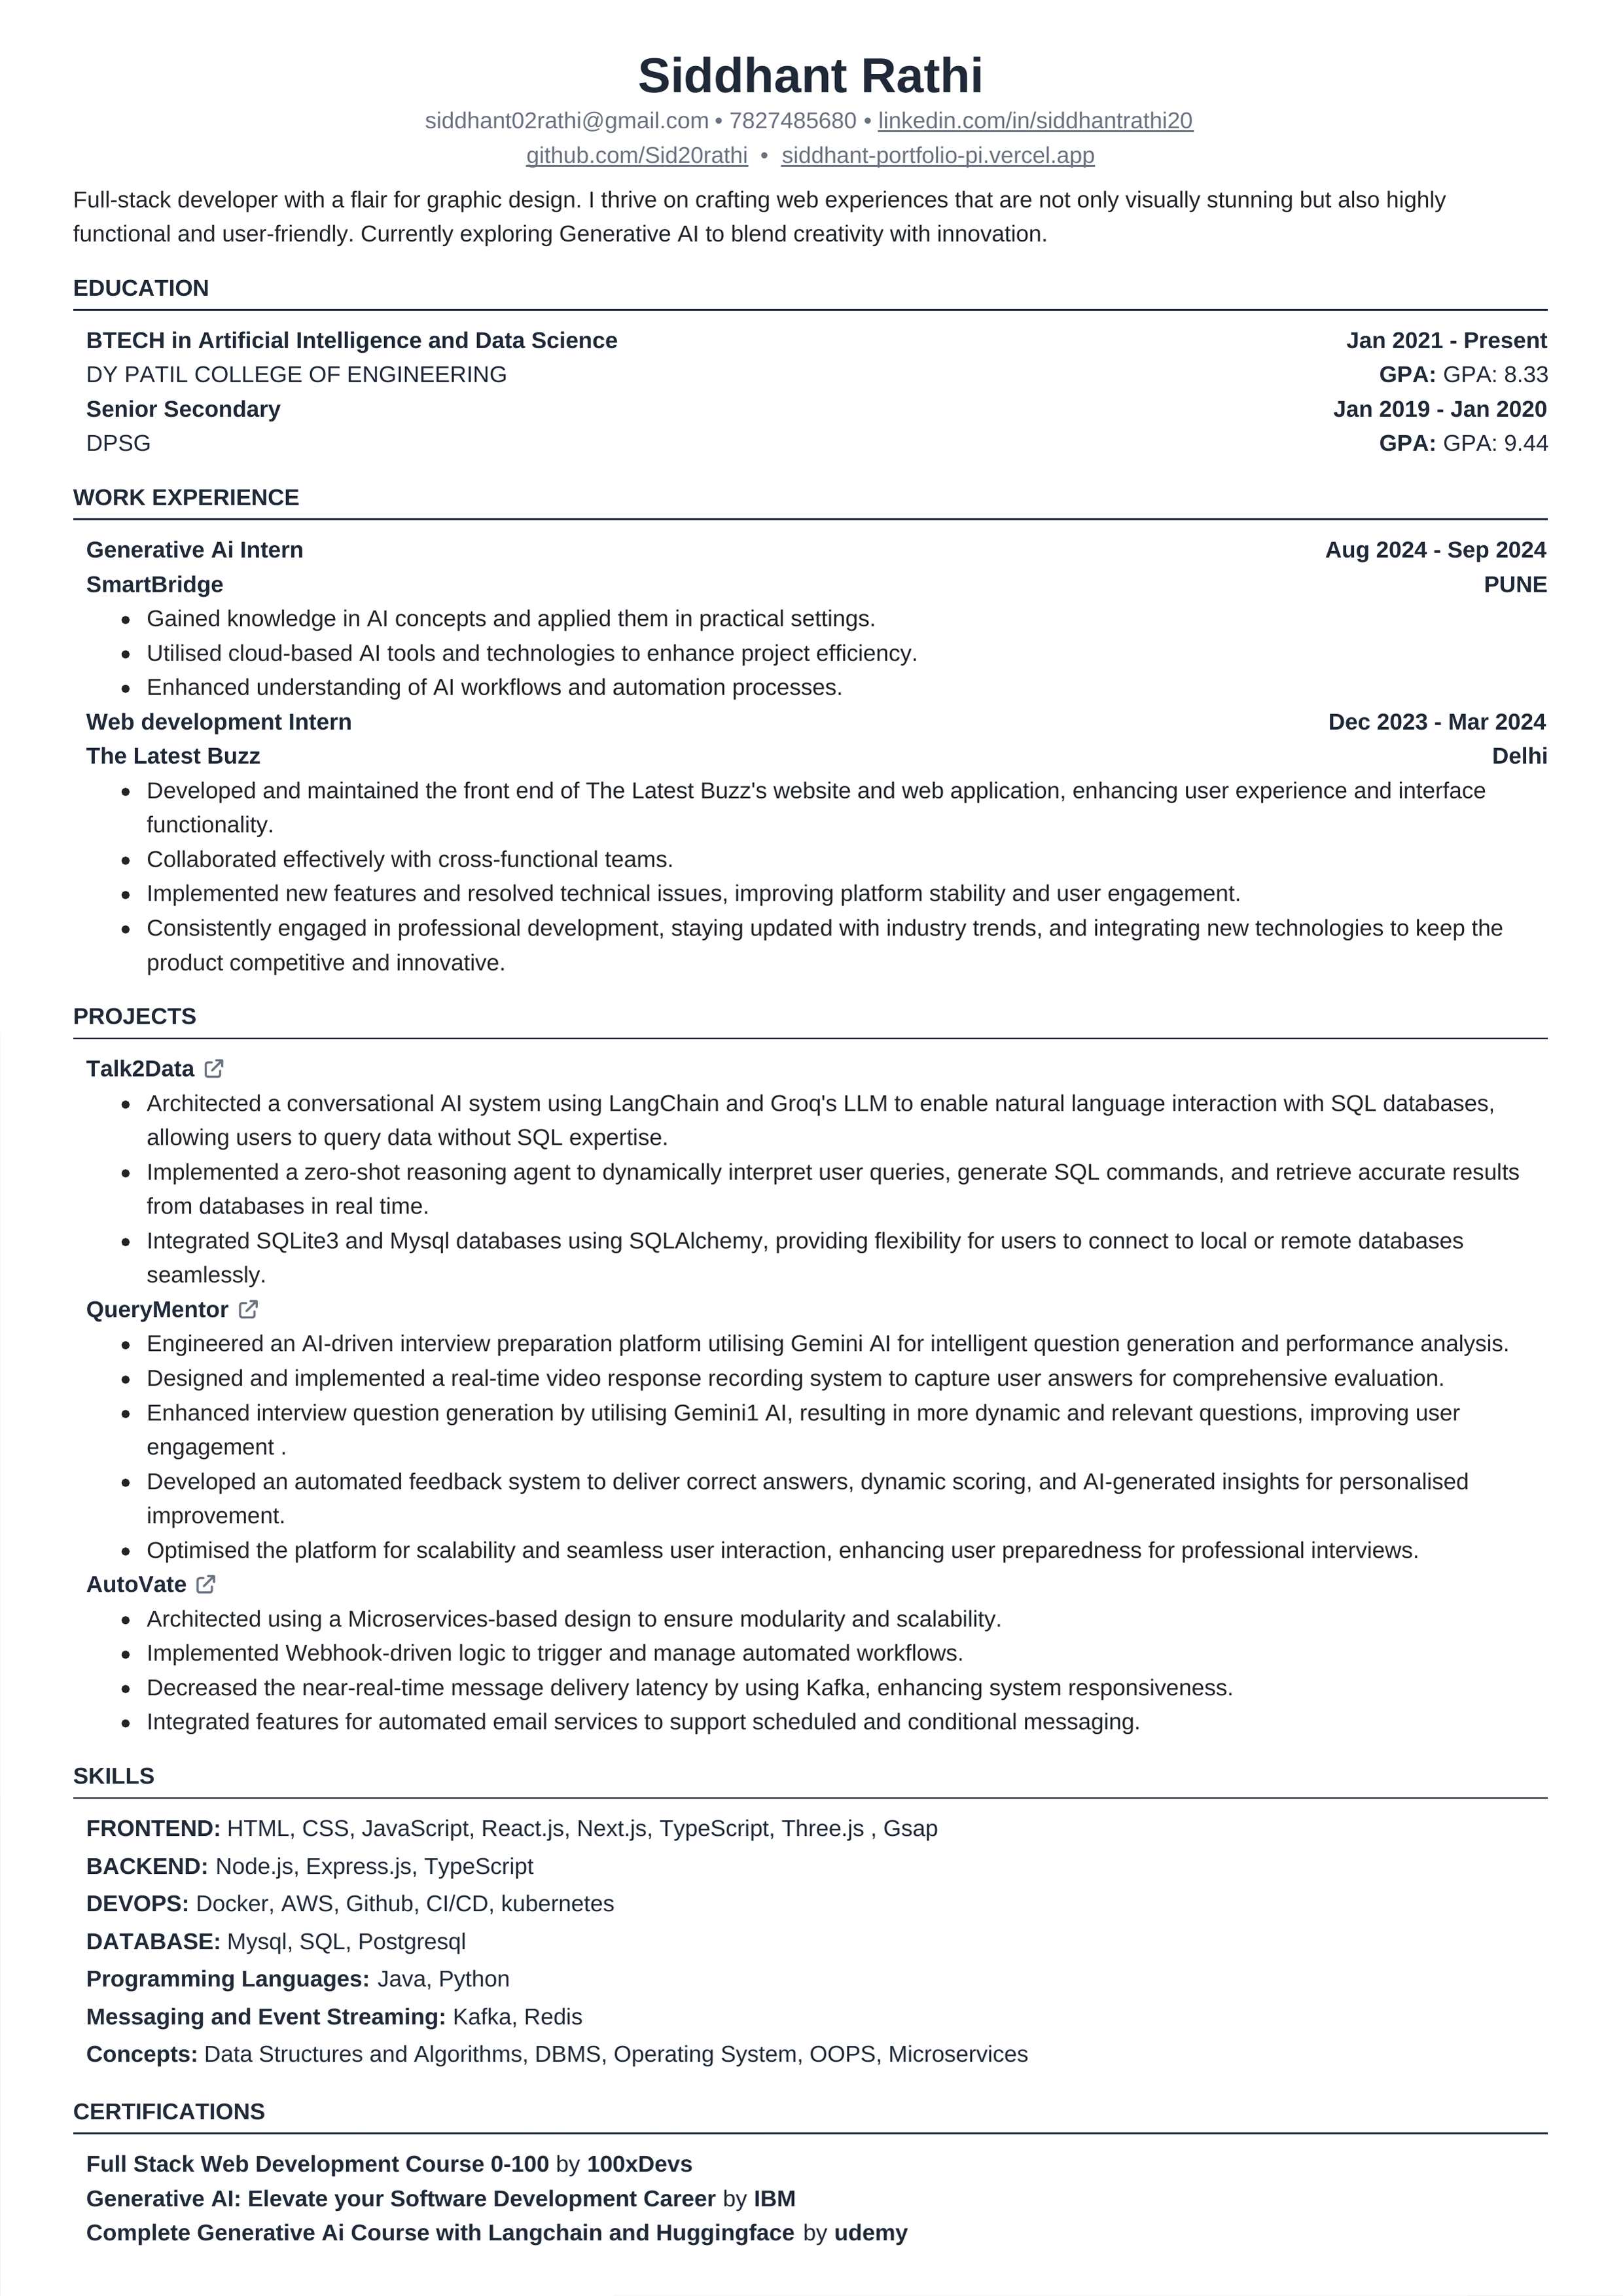 Siddhant Rathi
siddhant02rathi@gmail.com • 7827485680 • linkedin.com/in/siddhantrathi20
github.com/Sid20rathi • siddhant-portfolio-pi.vercel.app
Full-stack developer with a flair for graphic design. I thrive on crafting web experiences that are not only visually stunning but also highly
functional and user-friendly. Currently exploring Generative AI to blend creativity with innovation.
EDUCATION
BTECH in Artificial Intelligence and Data Science Jan 2021 - Present
DY PATIL COLLEGE OF ENGINEERING GPA: GPA: 8.33
Senior Secondary Jan 2019 - Jan 2020
DPSG GPA: GPA: 9.44
WORK EXPERIENCE
Generative Ai Intern Aug 2024 - Sep 2024
SmartBridge PUNE
• Gained knowledge in AI concepts and applied them in practical settings.
• Utilised cloud-based AI tools and technologies to enhance project efficiency.
• Enhanced understanding of AI workflows and automation processes.
Web development Intern Dec 2023 - Mar 2024
The Latest Buzz Delhi
• Developed and maintained the front end of The Latest Buzz's website and web application, enhancing user experience and interface
functionality.
• Collaborated effectively with cross-functional teams.
• Implemented new features and resolved technical issues, improving platform stability and user engagement.
• Consistently engaged in professional development, staying updated with industry trends, and integrating new technologies to keep the
product competitive and innovative.
PROJECTS
Talk2Data
• Architected a conversational AI system using LangChain and Groq's LLM to enable natural language interaction with SQL databases,
allowing users to query data without SQL expertise.
• Implemented a zero-shot reasoning agent to dynamically interpret user queries, generate SQL commands, and retrieve accurate results
from databases in real time.
• Integrated SQLite3 and Mysql databases using SQLAlchemy, providing flexibility for users to connect to local or remote databases
seamlessly.
QueryMentor
• Engineered an AI-driven interview preparation platform utilising Gemini AI for intelligent question generation and performance analysis.
• Designed and implemented a real-time video response recording system to capture user answers for comprehensive evaluation.
• Enhanced interview question generation by utilising Gemini1 AI, resulting in more dynamic and relevant questions, improving user
engagement .
• Developed an automated feedback system to deliver correct answers, dynamic scoring, and AI-generated insights for personalised
improvement.
• Optimised the platform for scalability and seamless user interaction, enhancing user preparedness for professional interviews.
AutoVate
• Architected using a Microservices-based design to ensure modularity and scalability.
• Implemented Webhook-driven logic to trigger and manage automated workflows.
• Decreased the near-real-time message delivery latency by using Kafka, enhancing system responsiveness.
• Integrated features for automated email services to support scheduled and conditional messaging.
SKILLS
FRONTEND: HTML, CSS, JavaScript, React.js, Next.js, TypeScript, Three.js , Gsap
BACKEND: Node.js, Express.js, TypeScript
DEVOPS: Docker, AWS, Github, CI/CD, kubernetes
DATABASE: Mysql, SQL, Postgresql
Programming Languages: Java, Python
Messaging and Event Streaming: Kafka, Redis
Concepts: Data Structures and Algorithms, DBMS, Operating System, OOPS, Microservices
CERTIFICATIONS
Full Stack Web Development Course 0-100 by 100xDevs
Generative AI: Elevate your Software Development Career by IBM
Complete Generative Ai Course with Langchain and Huggingface by udemy